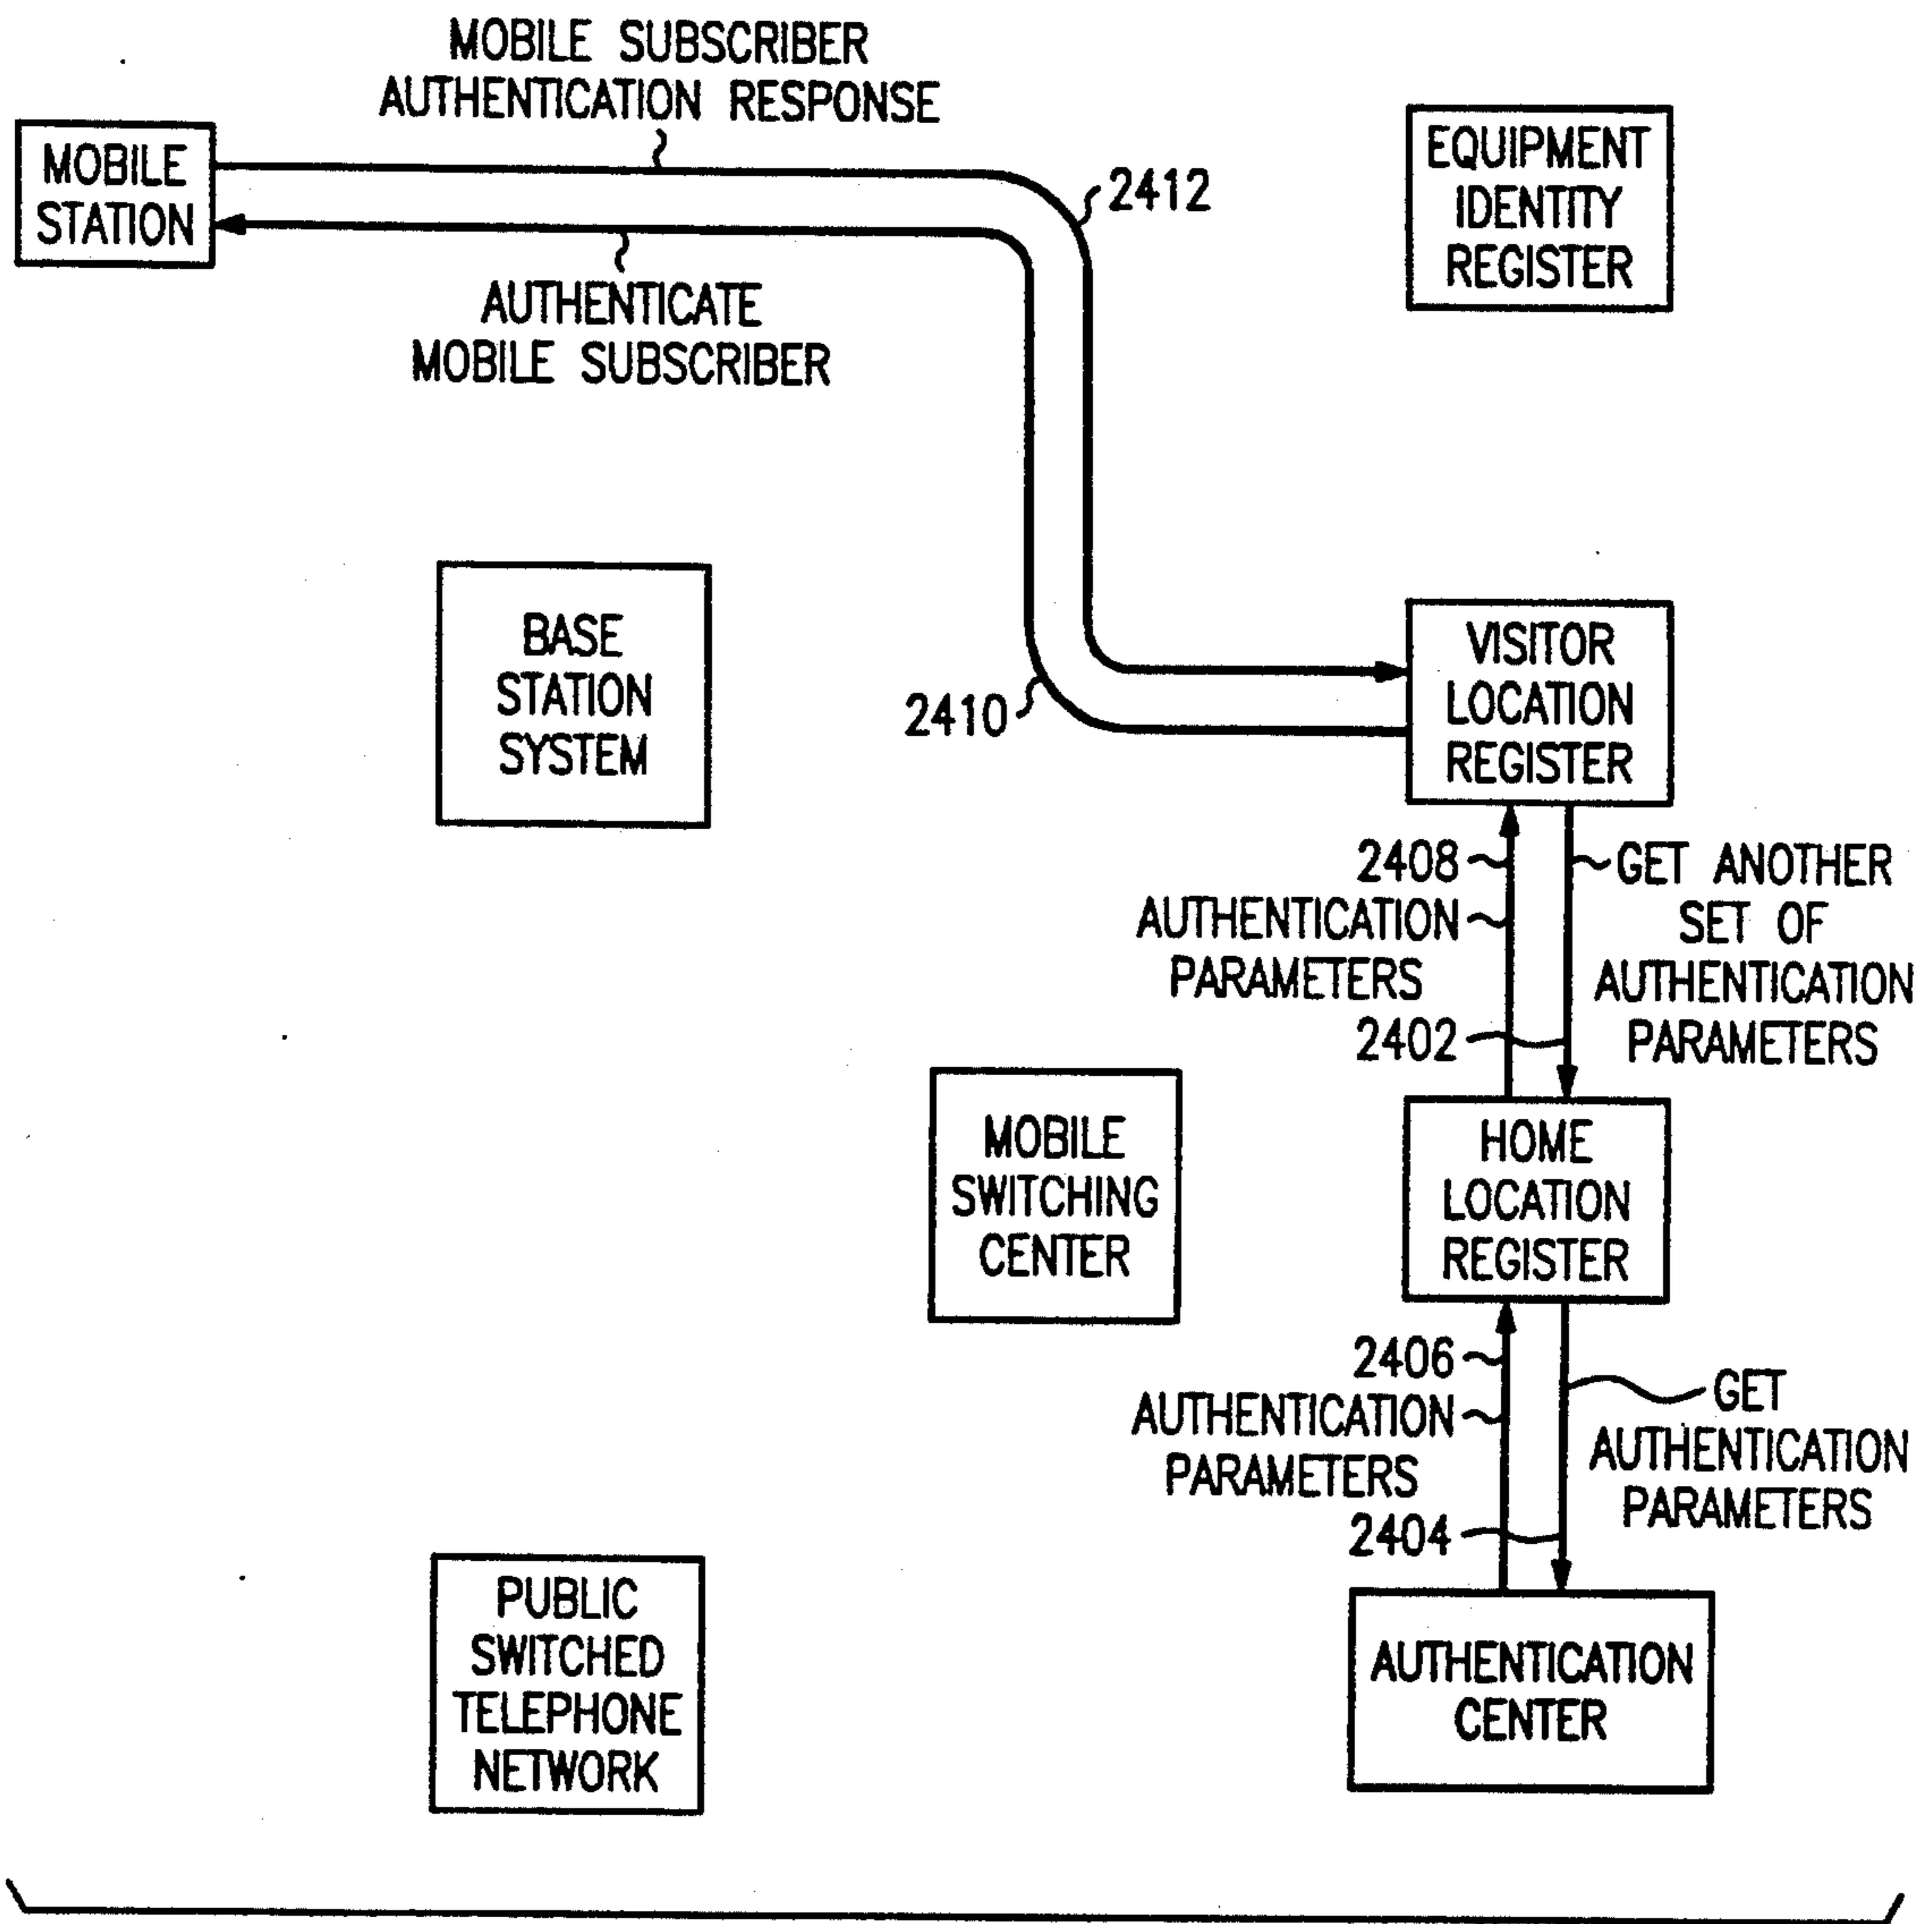 MOBILE SUBSCRIBER
AUTHENTICATION RESPONSE
MOBILE
STATION
2412
EQUIPMENT
IDENTITY
REGISTER
AUTHENTICATE
MOBILE SUBSCRIBER
BASE
STATION
SYSTEM
2410
VISITOR
LOCATION
REGISTER
2408
AUTHENTICATION
PARAMETERS
2402
GET ANOTHER
SET OF
AUTHENTICATION
PARAMETERS
MOBILE
SWITCHING
CENTER
HOME
LOCATION
REGISTER
2406
AUTHENTICATION
PARAMETERS
2404
GET
AUTHENTICATION
PARAMETERS
PUBLIC
SWITCHED
TELEPHONE
NETWORK
AUTHENTICATION
CENTER